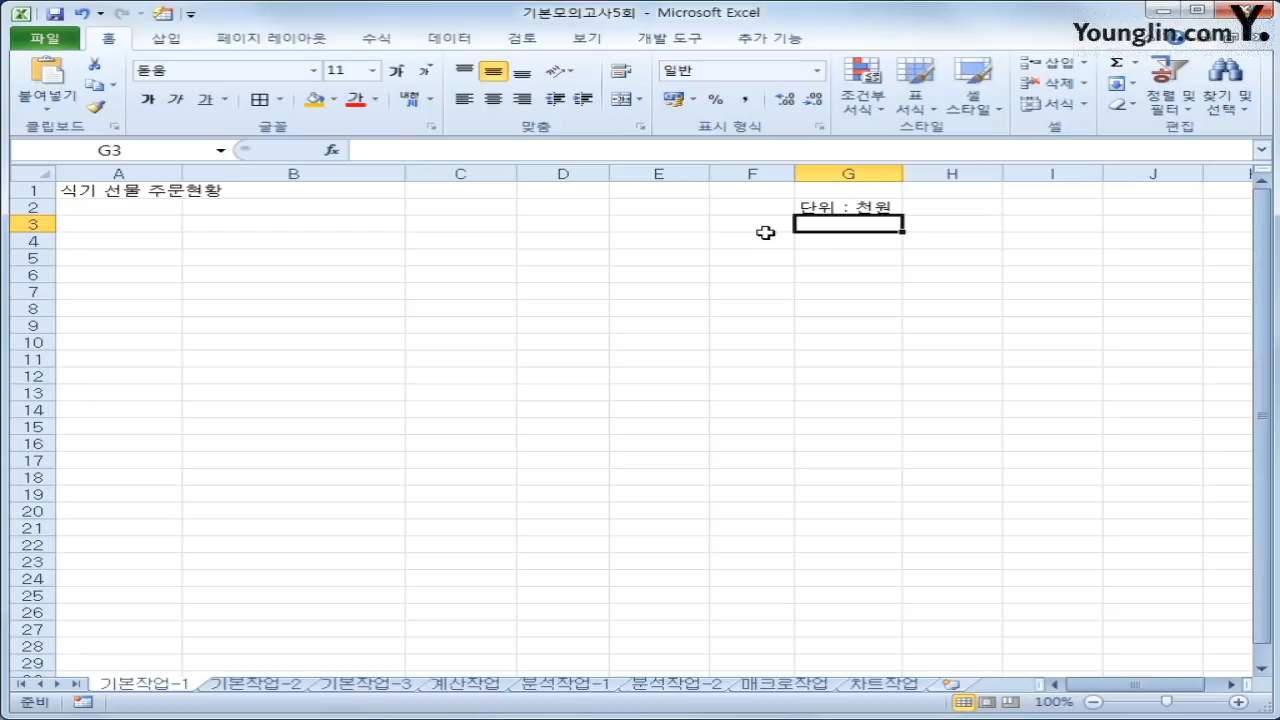 기본모의고사5회 - Microsoft Excel
YoungJin.com Y.
파일 홈 삽입 페이지 레이아웃 수식 데이터 검토 보기 개발 도구 추가 기능
붙여넣기 돋움 11 가 가 일반 조건부 서식 표 서식 셀 스타일 삽입 삭제 서식 Σ 정렬 및 필터 찾기 및 선택
가 가 가 가 내천 % ,
클립보드 글꼴 맞춤 표시 형식 스타일 셀 편집
G3 fx
A B C D E F G H I J
1 식기 선물 주문현황
2 단위 : 천원
3
4
5
6
7
8
9
10
11
12
13
14
15
16
17
18
19
20
21
22
23
24
25
26
27
28
29
기본작업-1 기본작업-2 기본작업-3 계산작업 분석작업-1 분석작업-2 매크로작업 차트작업
준비 100%